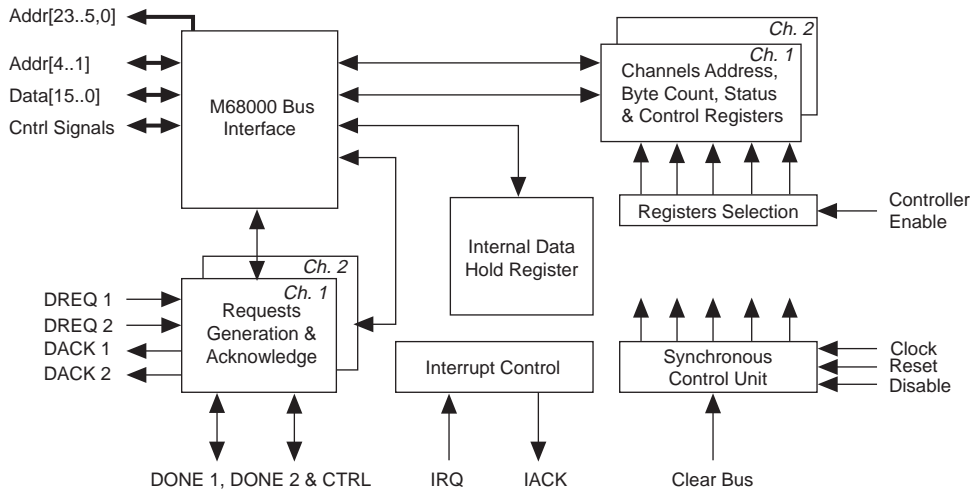 Addr[23..5,0]
Addr[4..1]
Data[15..0]
Cntrl Signals
M68000 Bus
Interface
Ch. 2
Ch. 1
Channels Address,
Byte Count, Status
& Control Registers
Registers Selection
Controller
Enable
Internal Data
Hold Register
Ch. 2
Ch. 1
Requests
Generation &
Acknowledge
DREQ 1
DREQ 2
DACK 1
DACK 2
Interrupt Control
Synchronous
Control Unit
Clock
Reset
Disable
DONE 1, DONE 2 & CTRL
IRQ
IACK
Clear Bus